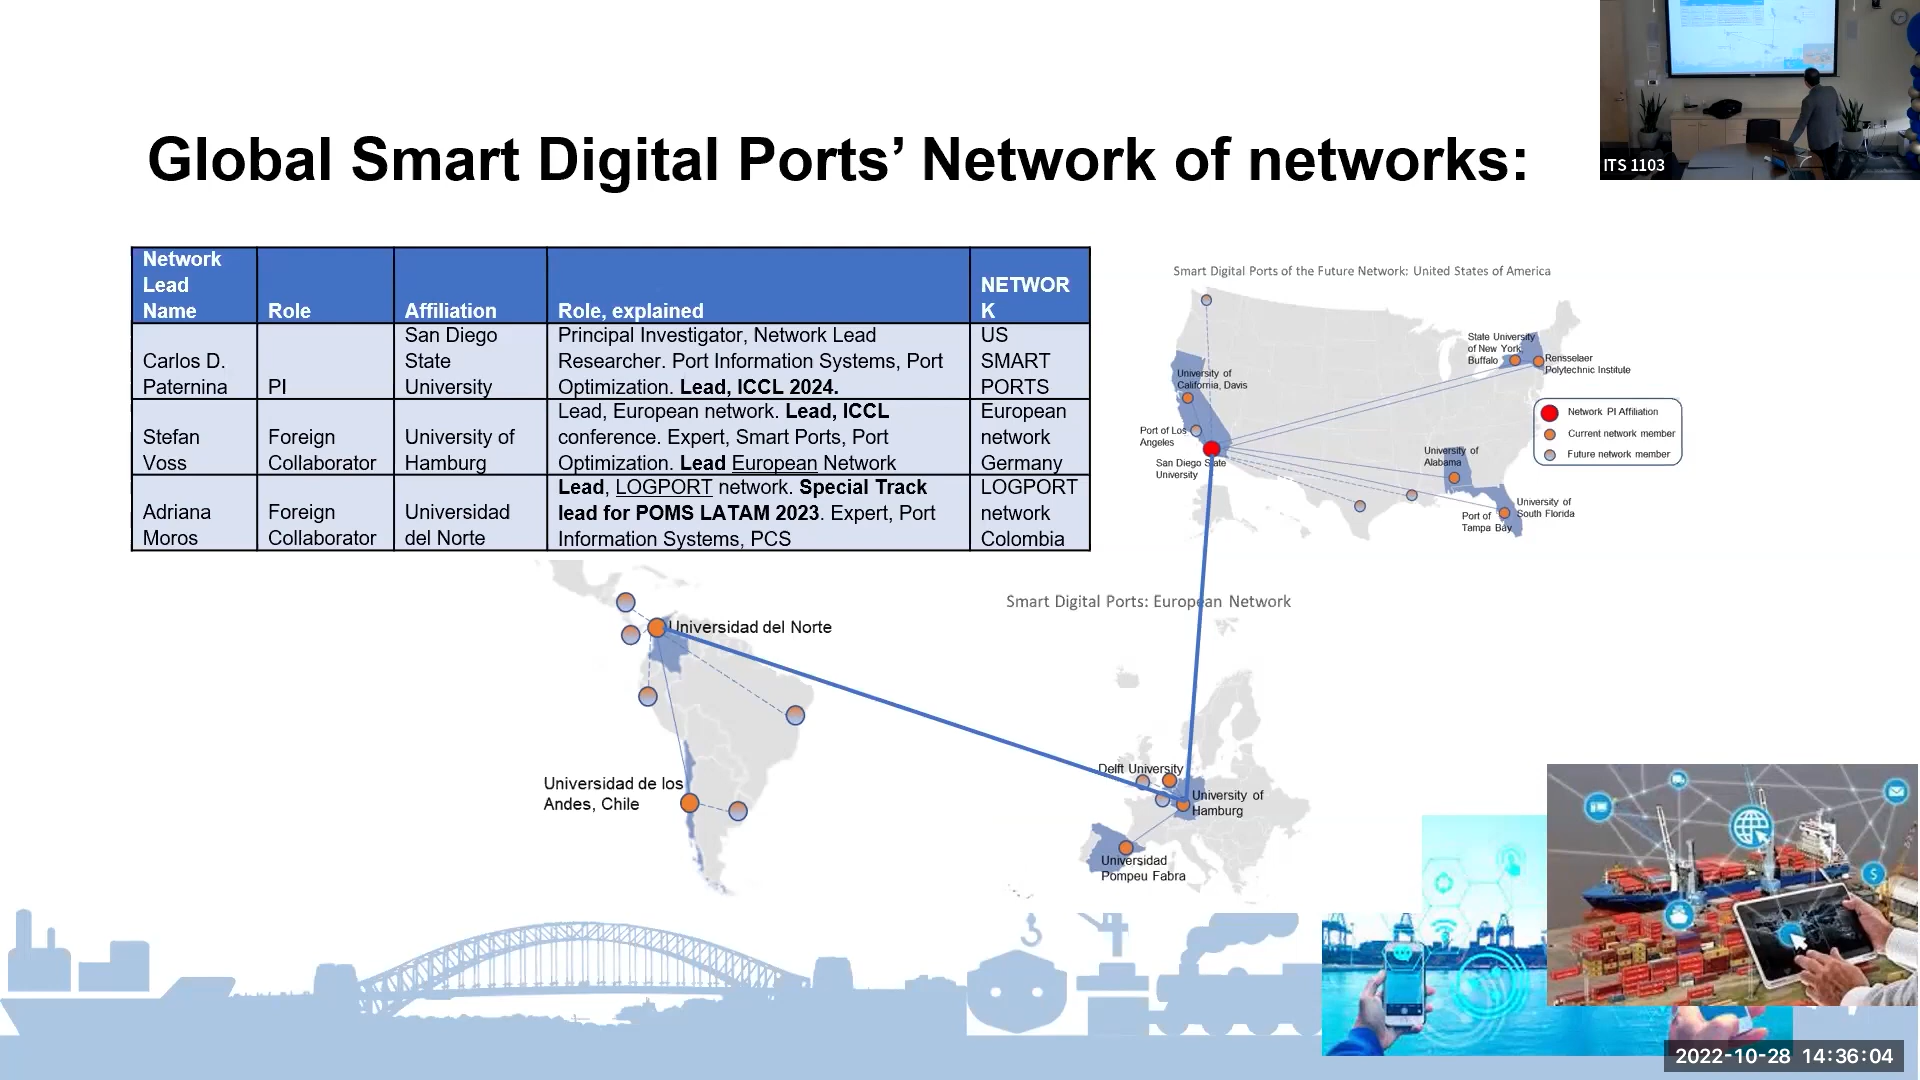 ITS 1103
Global Smart Digital Ports’ Network of networks:
Network
Lead
Name
Role
Affiliation
Role, explained
NETWOR
K
Carlos D.
Paternina
PI
San Diego
State
University
Principal Investigator, Network Lead
Researcher. Port Information Systems, Port
Optimization. Lead, ICCL 2024.
US
SMART
PORTS
Stefan
Voss
Foreign
Collaborator
University of
Hamburg
Lead, European network. Lead, ICCL
conference. Expert, Smart Ports, Port
Optimization. Lead European Network
European
network
Germany
Adriana
Moros
Foreign
Collaborator
Universidad
del Norte
Lead, LOGPORT network. Special Track
lead for POMS LATAM 2023. Expert, Port
Information Systems, PCS
LOGPORT
network
Colombia
Smart Digital Ports of the Future Network: United States of America
State University
of New York,
Buffalo
Rensselaer
Polytechnic Institute
University of
California, Davis
Port of Los
Angeles
San Diego State
University
University of
Alabama
University of
South Florida
Port of
Tampa Bay
Network PI Affiliation
Current network member
Future network member
Universidad del Norte
Universidad de los
Andes, Chile
Smart Digital Ports: European Network
Delft University
University of
Hamburg
Universidad
Pompeu Fabra
2022-10-28 14:36:04